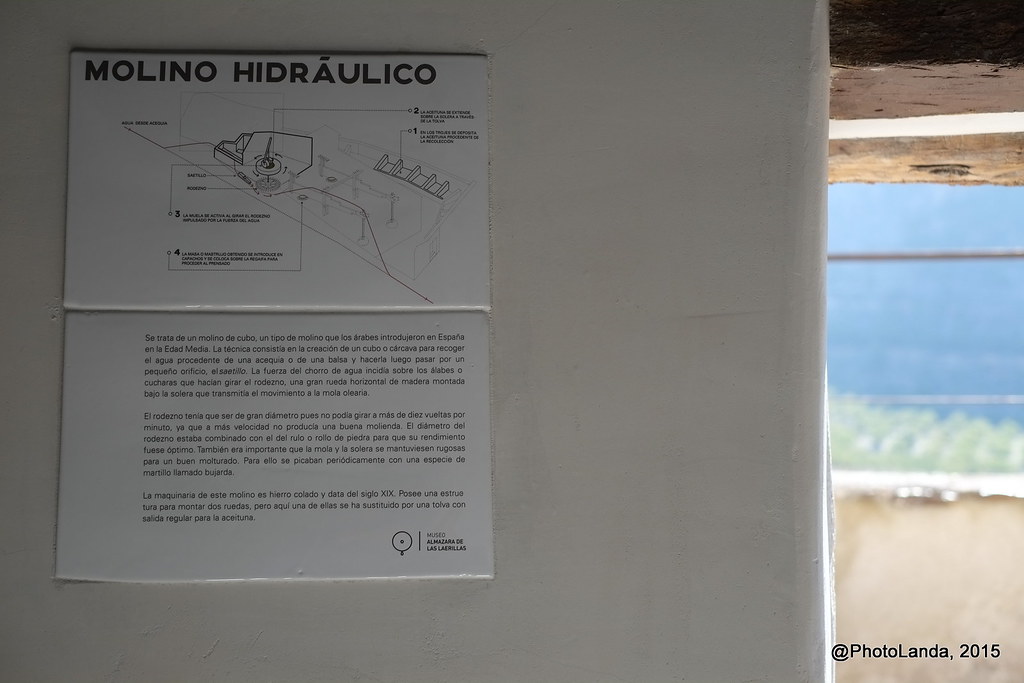 MOLINO HIDRÃULICO
AGUA DESDE ACEQUIA
2 LA ACEITUNA SE EXTIENDE
SOBRE LA SOLERA A TRAVÉS
DE LA TOLVA
1 EN LOS TROJES SE DEPOSITA
LA ACEITUNA PROCEDENTE DE
LA RECOLECCIÓN
SAETILLO
RODEZNO
3 LA MUELA SE ACTIVA AL GIRAR EL RODEZNO
IMPULSADO POR LA FUERZA DEL AGUA
4 LA MASA O MASTRUJO OBTENIDO SE INTRODUCE EN
CAPACHOS Y SE COLOCA SOBRE LA REGAIFA PARA
PROCEDER AL PRENSADO
Se trata de un molino de cubo, un tipo de molino que los árabes introdujeron en España
en la Edad Media. La técnica consistía en la creación de un cubo o cárcava para recoger
el agua procedente de una acequia o de una balsa y hacerla luego pasar por un
pequeño orificio, el saetillo. La fuerza del chorro de agua incidía sobre los álabes o
cucharas que hacían girar el rodezno, una gran rueda horizontal de madera montada
bajo la solera que transmitía el movimiento a la mola olearia.
El rodezno tenía que ser de gran diámetro pues no podía girar a más de diez vueltas por
minuto, ya que a más velocidad no producía una buena molienda. El diámetro del
rodezno estaba combinado con el del rulo o rollo de piedra para que su rendimiento
fuese óptimo. También era importante que la mola y la solera se mantuviesen rugosas
para un buen molturado. Para ello se picaban periódicamente con una especie de
martillo llamado bujarda.
La maquinaria de este molino es hierro colado y data del siglo XIX. Posee una estruc
tura para montar dos ruedas, pero aquí una de ellas se ha sustituido por una tolva con
salida regular para la aceituna.
MUSEO
ALMAZARA DE
LAS LAERILLAS
@PhotoLanda, 2015